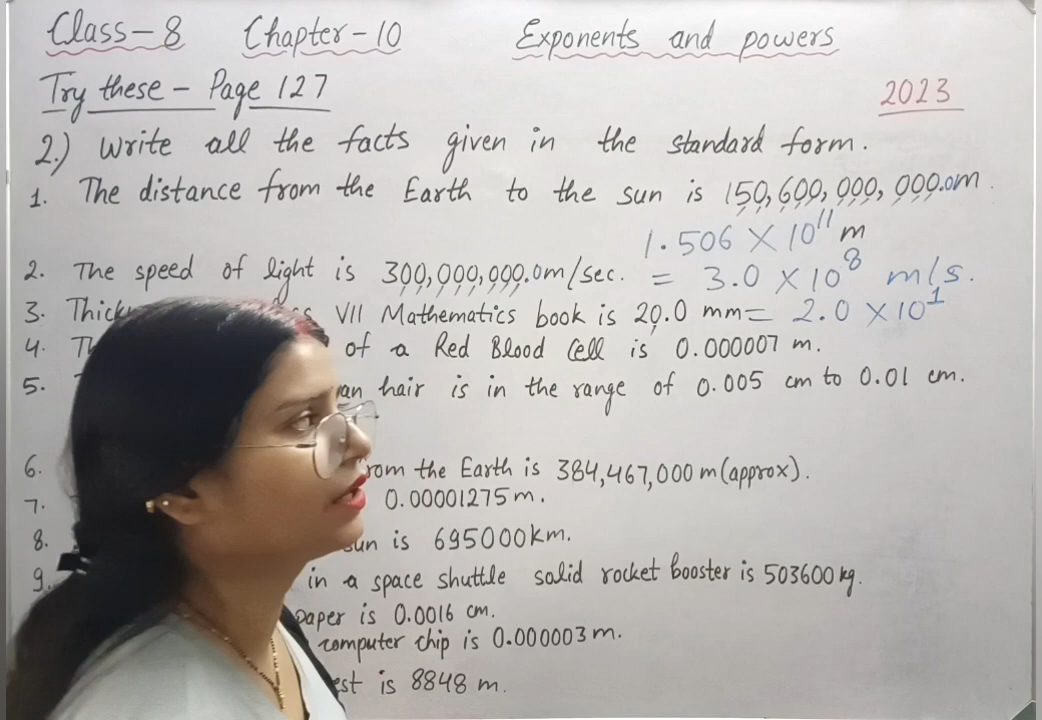 Class-8 Chapter-10 Exponents and powers
Try these - Page 127
2023
2.) Write all the facts given in the standard form.
1. The distance from the Earth to the sun is 150,600,000,000.0m.
1.506 × 10¹¹ m
2. The speed of light is 300,000,000.0m/sec. = 3.0 × 10⁸ m/s.
3. VII Mathematics book is 20.0 mm = 2.0 × 10¹
4. of a Red Blood Cell is 0.000007 m.
5. hair is in the range of 0.005 cm to 0.01 cm.
6. the Earth is 384,467,000 m(approx).
7. 0.00001275m.
8. is 695000km.
9. in a space shuttle solid rocket booster is 503600 kg.
paper is 0.0016 cm.
computer chip is 0.000003m.
is 8848 m.